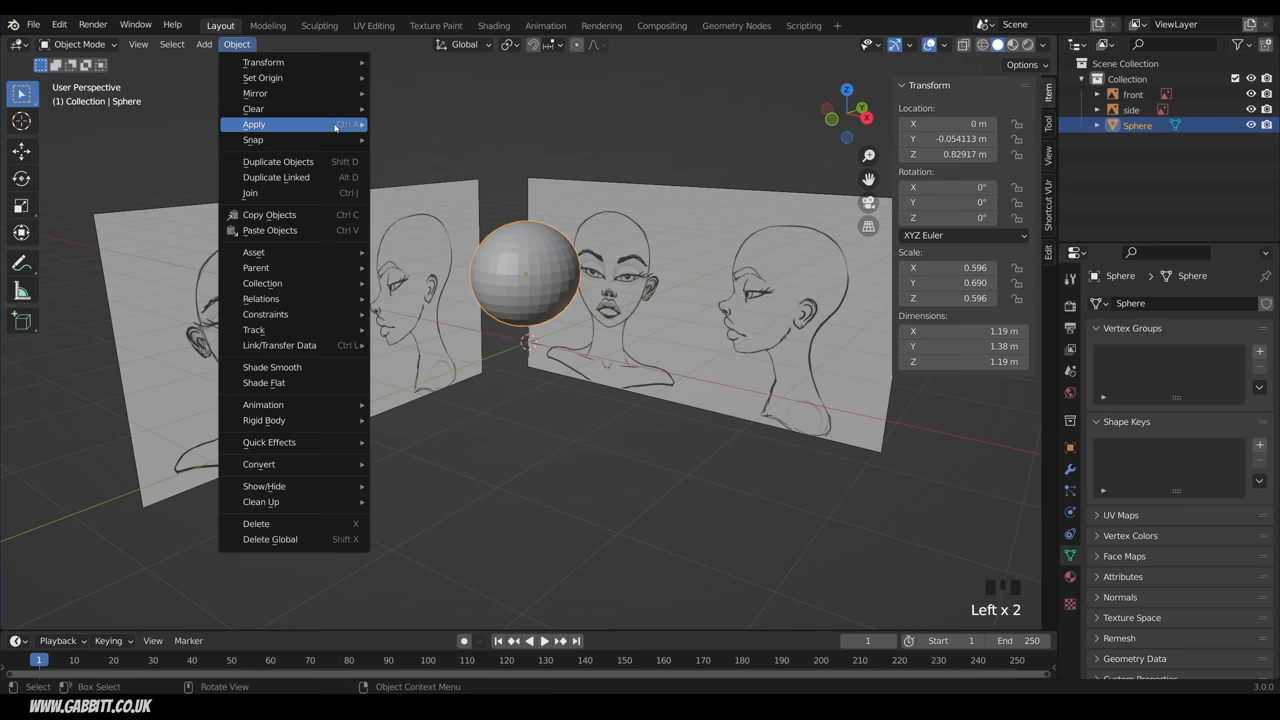 File Edit Render Window Help Layout Modeling Sculpting UV Editing Texture Paint Shading Animation Rendering Compositing Geometry Nodes Scripting + Scene ViewLayer
Object Mode View Select Add Object Global
Options
User Perspective
(1) Collection | Sphere
Transform
Set Origin
Mirror
Clear
Apply Ctrl A
Snap
Duplicate Objects Shift D
Duplicate Linked Alt D
Join Ctrl J
Copy Objects Ctrl C
Paste Objects Ctrl V
Asset
Parent
Collection
Relations
Constraints
Track
Link/Transfer Data Ctrl L
Shade Smooth
Shade Flat
Animation
Rigid Body
Quick Effects
Convert
Show/Hide
Clean Up
Delete X
Delete Global Shift X
Z
Y
X
Transform
Location:
X 0 m
Y -0.054113 m
Z 0.82917 m
Rotation:
X 0°
Y 0°
Z 0°
XYZ Euler
Scale:
X 0.596
Y 0.690
Z 0.596
Dimensions:
X 1.19 m
Y 1.38 m
Z 1.19 m
Item
Tool
View
Shortcut VUr
Edit
Scene Collection
Collection
front
side
Sphere
Sphere Sphere
Sphere
Vertex Groups
Shape Keys
UV Maps
Vertex Colors
Face Maps
Attributes
Normals
Texture Space
Remesh
Geometry Data
Left x 2
Playback Keying View Marker 1 Start 1 End 250
1 10 20 30 40 50 60 70 80 90 100 110 120 130 140 150 160 170 180 190 200 210 220 230 240 250
Select Box Select Rotate View Object Context Menu 3.0.0
WWW.GABBITT.CO.UK